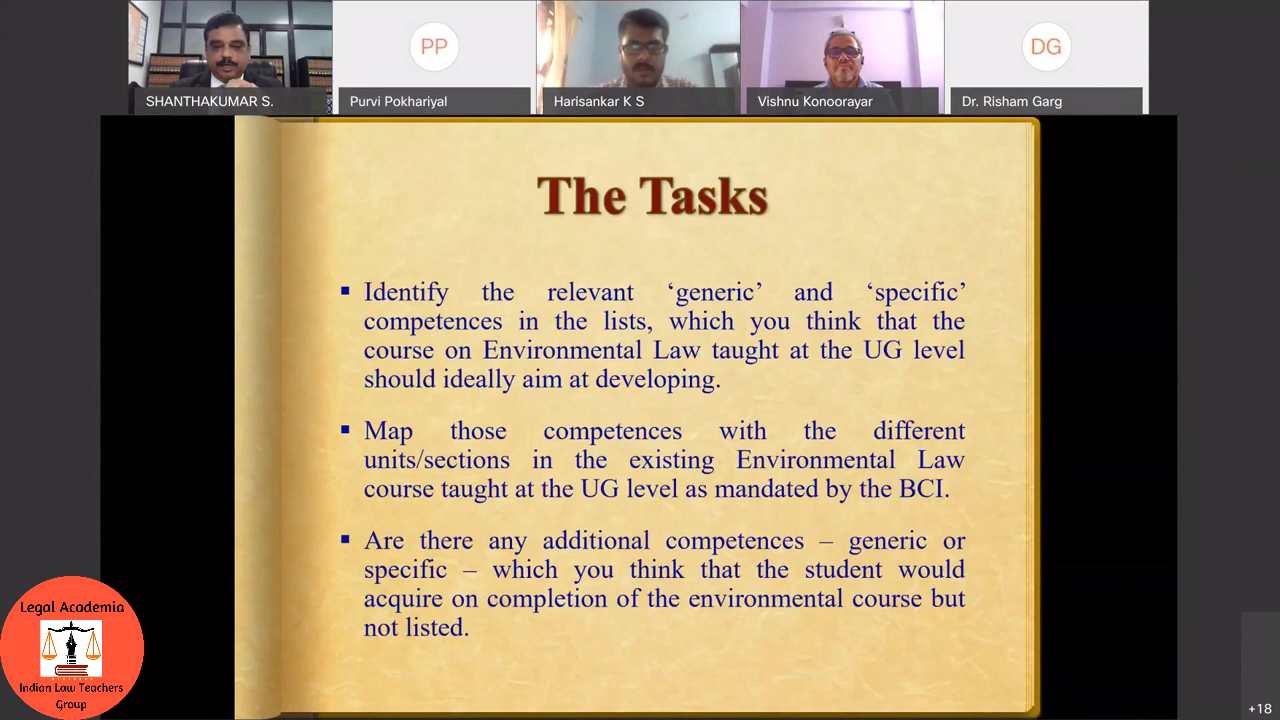 PP
DG
SHANTHAKUMAR S.
Purvi Pokhariyal
Harisankar K S
Vishnu Konoorayar
Dr. Risham Garg
The Tasks
▪ Identify the relevant ‘generic’ and ‘specific’
competences in the lists, which you think that the
course on Environmental Law taught at the UG level
should ideally aim at developing.
▪ Map those competences with the different
units/sections in the existing Environmental Law
course taught at the UG level as mandated by the BCI.
▪ Are there any additional competences – generic or
specific – which you think that the student would
acquire on completion of the environmental course but
not listed.
Legal Academia
Indian Law Teachers
Group
+18